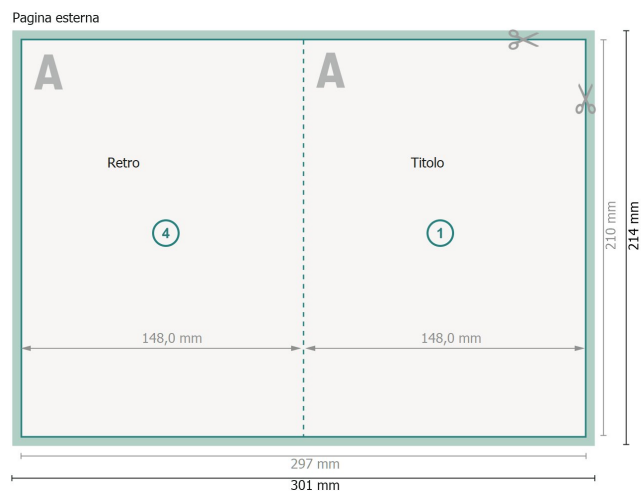 Pagina esterna
A
A
Retro
Titolo
4
1
210 mm
214 mm
148,0 mm
148,0 mm
297 mm
301 mm